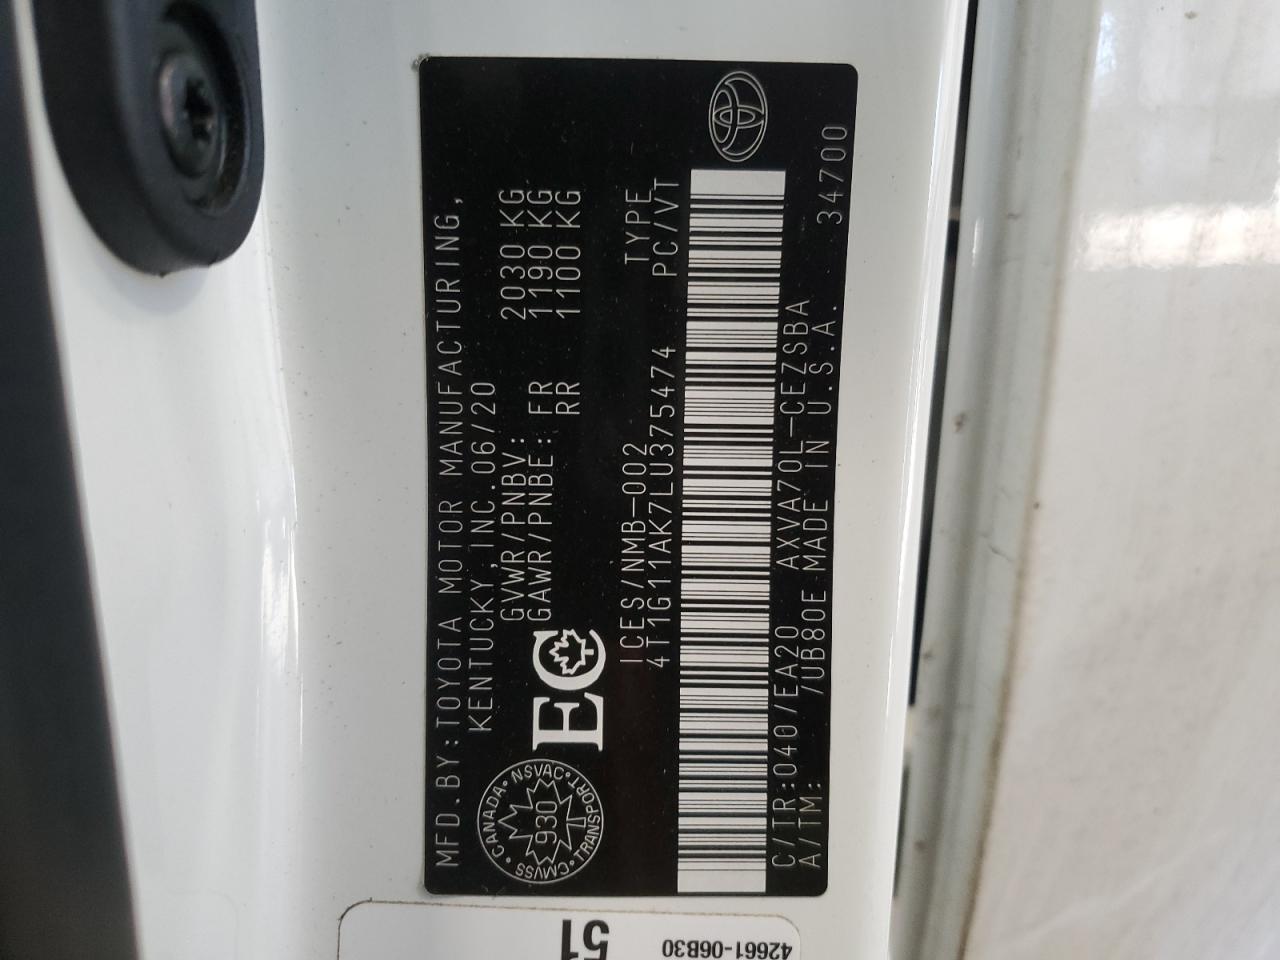 MFD.BY:TOYOTA MOTOR MANUFACTURING,
KENTUCKY,INC.06/20
GVWR/PNBV: 2030 KG
GAWR/PNBE: FR 1190 KG
RR 1100 KG
CANADA · NSVAC · TRANSPORT · CMVSS
930
EC
ICES/NMB-002 TYPE
4T1G11AK7LU375474 PC/VT
C/TR:040/EA20 AXVA70L-CEZSBA
A/TM: /UB80E MADE IN U.S.A. 34700
51
42661-06B30